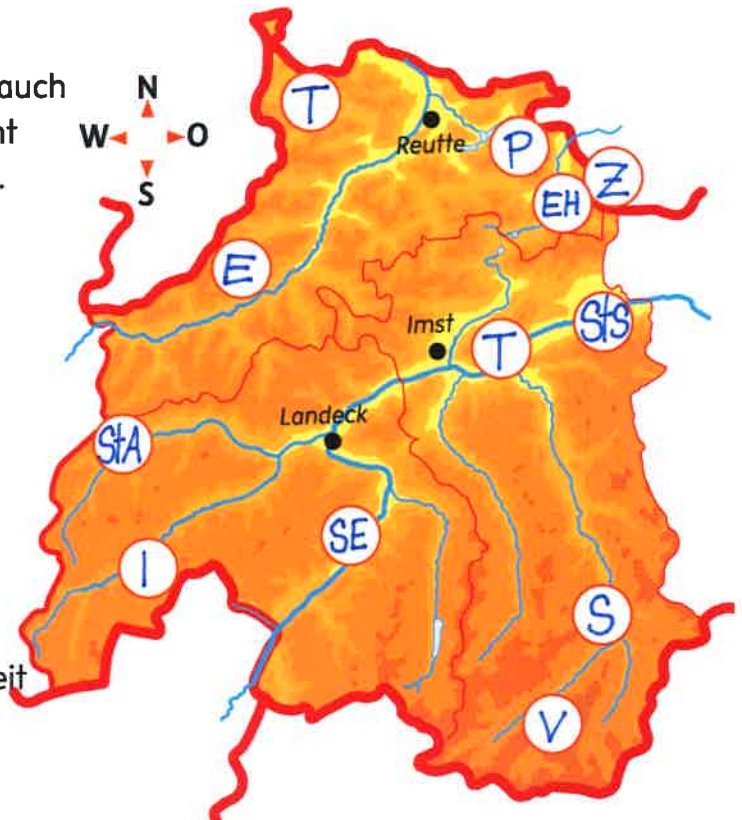 auch
nt
.
N
W O
S
T
Reutte
P
Z
EH
E
Imst
T
StS
Landeck
StA
SE
I
S
eit
V